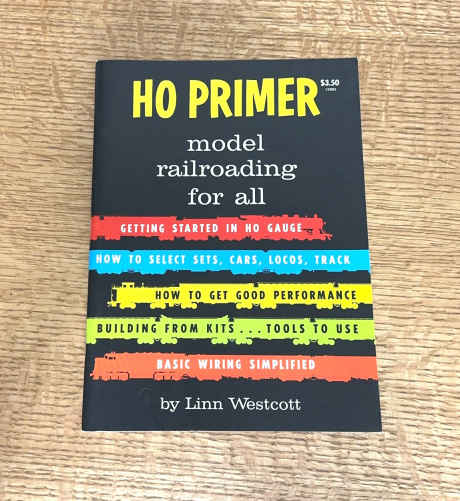 HO PRIMER
$3.50
model
railroading
for all
GETTING STARTED IN HO GAUGE
HOW TO SELECT SETS, CARS, LOCOS, TRACK
HOW TO GET GOOD PERFORMANCE
BUILDING FROM KITS...TOOLS TO USE
BASIC WIRING SIMPLIFIED
by Linn Westcott